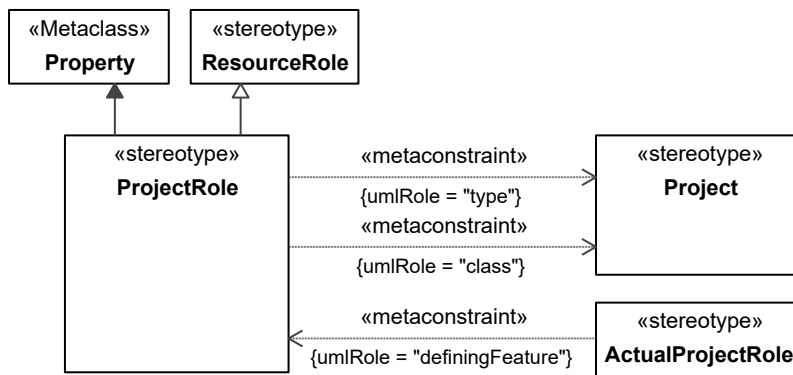 «Metaclass»
Property
«stereotype»
ResourceRole
«stereotype»
ProjectRole
«metaconstraint»
{umlRole = "type"}
«metaconstraint»
{umlRole = "class"}
«stereotype»
Project
«metaconstraint»
{umlRole = "definingFeature"}
«stereotype»
ActualProjectRole